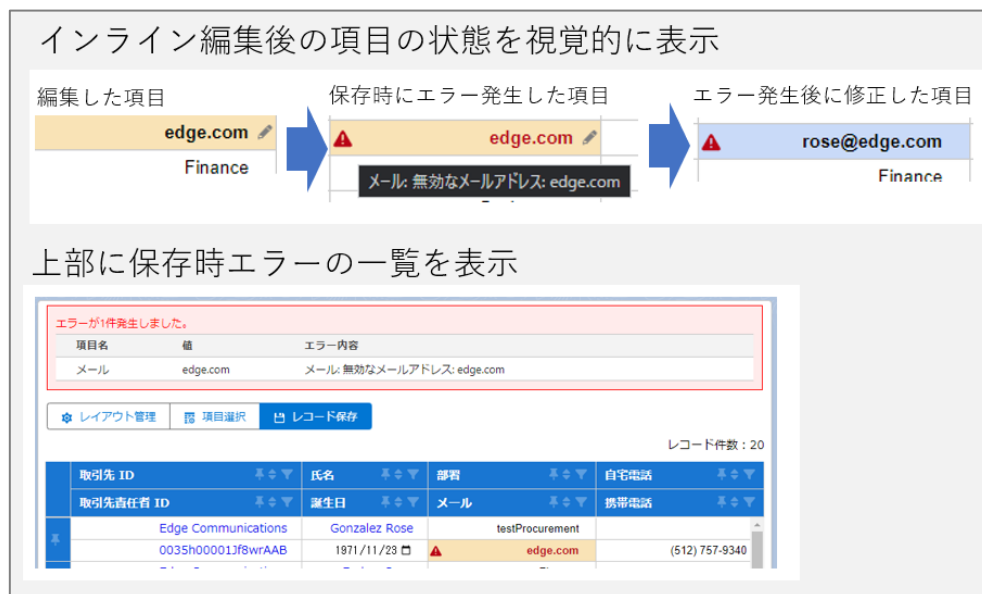 インライン編集後の項目の状態を視覚的に表示
編集した項目 保存時にエラー発生した項目 エラー発生後に修正した項目
edge.com edge.com rose@edge.com
Finance メール: 無効なメールアドレス: edge.com Finance
上部に保存時エラーの一覧を表示
エラーが1件発生しました。
項目名 値 エラー内容
メール edge.com メール: 無効なメールアドレス: edge.com
レイアウト管理 項目選択 レコード保存
レコード件数：20
取引先 ID 氏名 部署 自宅電話
取引先責任者 ID 誕生日 メール 携帯電話
Edge Communications Gonzalez Rose testProcurement
0035h00001Jf8wrAAB 1971/11/23 edge.com (512) 757-9340